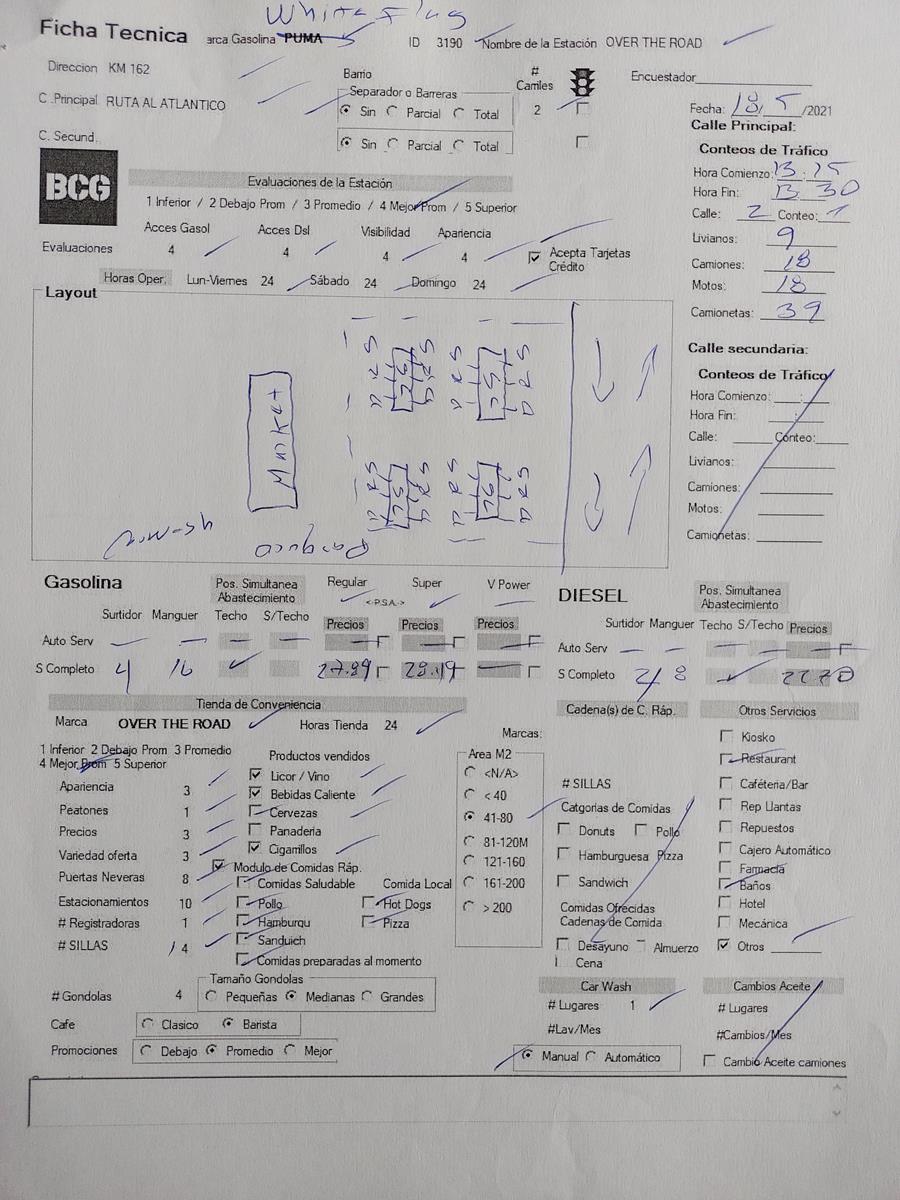 White Flag
Ficha Tecnica arca Gasolina PUMA ID 3190 Nombre de la Estación OVER THE ROAD
Direccion KM 162 Barrio # Carriles Encuestador
C .Principal RUTA AL ATLANTICO Separador o Barreras Sin Parcial Total 2 Fecha: 18/5/2021
C. Secund. Sin Parcial Total
Calle Principal:
Conteos de Tráfico
BCG
Evaluaciones de la Estación Hora Comienzo: 13:15
1 Inferior / 2 Debajo Prom / 3 Promedio / 4 Mejor Prom / 5 Superior Hora Fin: 13 30
Acces Gasol Acces Dsl Visibilidad Apariencia Calle: 2 Conteo: 1
Evaluaciones 4 4 4 4 Acepta Tarjetas Crédito Livianos: 9
Camiones: 18
Horas Oper. Lun-Viernes 24 Sábado 24 Domingo 24 Motos: 18
Camionetas: 39
Layout
Market
Parqueo
Calle secundaria:
Conteos de Tráfico
Hora Comienzo: :
Hora Fin: :
Calle: Conteo:
Livianos:
Camiones:
Motos:
Camionetas:
Gasolina Pos. Simultanea Abastecimiento Regular Super V Power
<-P.S.A.->
Surtidor Manguer Techo S/Techo Precios Precios Precios
Auto Serv
S Completo 4 16 27.89 29.49
DIESEL Pos. Simultanea Abastecimiento
Surtidor Manguer Techo S/Techo Precios
Auto Serv
S Completo 2/ 8 22 70
Tienda de Conveniencia
Marca OVER THE ROAD Horas Tienda 24
1 Inferior 2 Debajo Prom 3 Promedio
4 Mejor Prom 5 Superior
Apariencia 3
Peatones 1
Precios 3
Variedad oferta 3
Puertas Neveras 8
Estacionamientos 10
# Registradoras 1
# SILLAS 4
Productos vendidos
Licor / Vino
Bebidas Caliente
Cervezas
Panaderia
Cigarrillos
Modulo de Comidas Ráp.
Comidas Saludable Comida Local
Pollo Hot Dogs
Hamburqu Pizza
Sanduich
Comidas preparadas al momento
Marcas:
Area M2
<N/A>
< 40
41-80
81-120M
121-160
161-200
> 200
# Gondolas 4 Tamaño Gondolas Pequeñas Medianas Grandes
Cafe Clasico Barista
Promociones Debajo Promedio Mejor
Cadena(s) de C. Ráp.
# SILLAS
Catgorias de Comidas
Donuts Pollo
Hamburguesa Pizza
Sandwich
Comidas Ofrecidas
Cadenas de Comida
Desayuno Almuerzo
Cena
Car Wash
# Lugares 1
#Lav/Mes
Manual Automático
Otros Servicios
Kiosko
Restaurant
Caféteria/Bar
Rep Llantas
Repuestos
Cajero Automático
Farmacia
Baños
Hotel
Mecánica
Otros
Cambios Aceite
# Lugares
#Cambios/Mes
Cambió Aceite camiones